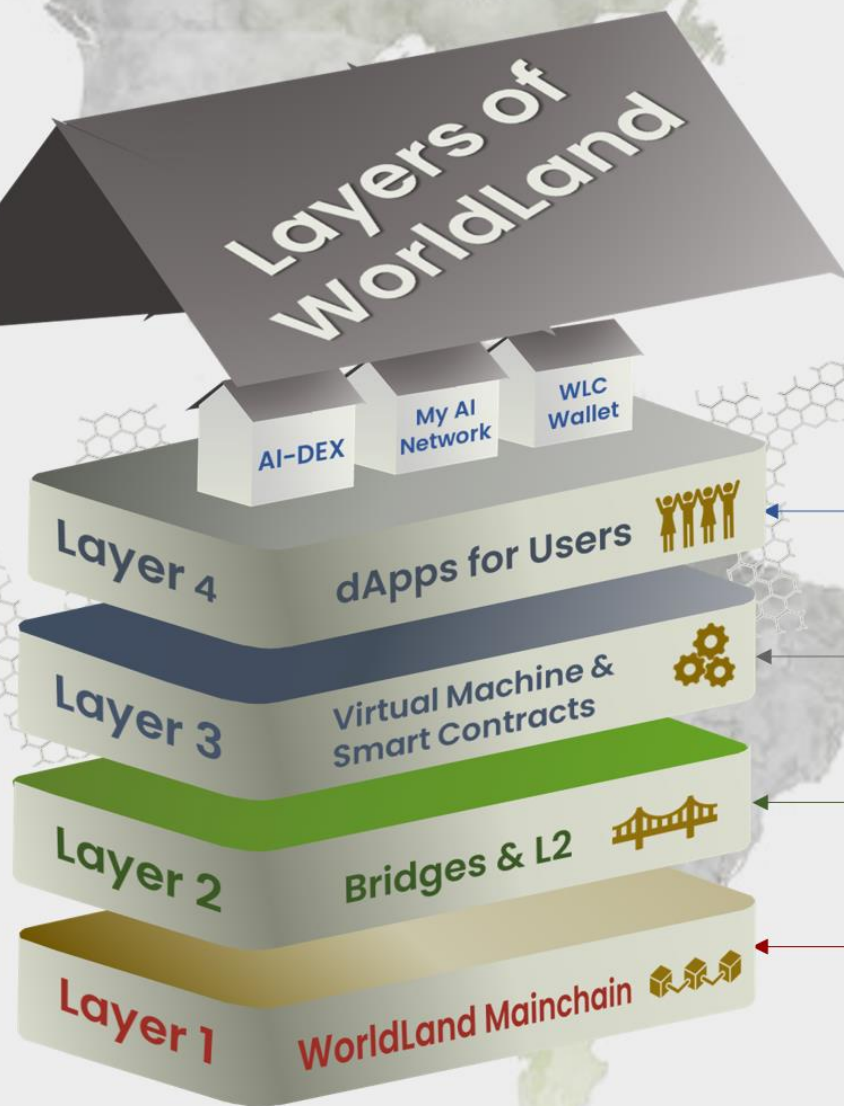 Layers of
WorldLand
AI-DEX
My AI
Network
WLC
Wallet
Layer 4
dApps for Users
Layer 3
Virtual Machine &
Smart Contracts
Layer 2
Bridges & L2
Layer 1
WorldLand Mainchain